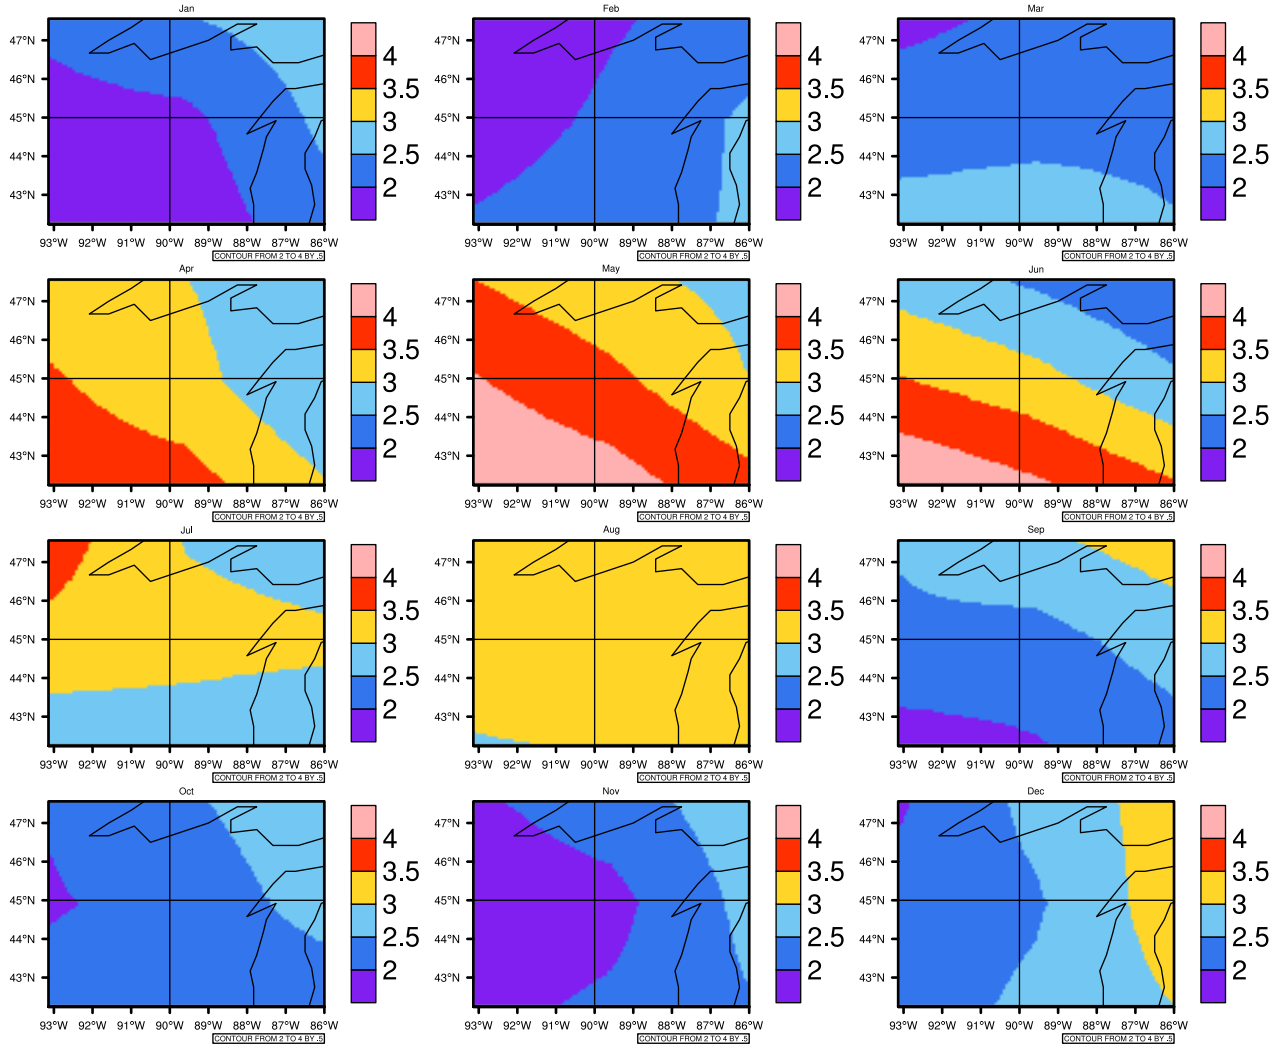 Jan Feb Mar
47°N 4 47°N 4 47°N 4
46°N 3.5 46°N 3.5 46°N 3.5
45°N 3 45°N 3 45°N 3
44°N 2.5 44°N 2.5 44°N 2.5
43°N 2 43°N 2 43°N 2
93°W 92°W 91°W 90°W 89°W 88°W 87°W 86°W 93°W 92°W 91°W 90°W 89°W 88°W 87°W 86°W 93°W 92°W 91°W 90°W 89°W 88°W 87°W 86°W
CONTOUR FROM 2 TO 4 BY .5 CONTOUR FROM 2 TO 4 BY .5 CONTOUR FROM 2 TO 4 BY .5
Apr May Jun
47°N 4 47°N 4 47°N 4
46°N 3.5 46°N 3.5 46°N 3.5
45°N 3 45°N 3 45°N 3
44°N 2.5 44°N 2.5 44°N 2.5
43°N 2 43°N 2 43°N 2
93°W 92°W 91°W 90°W 89°W 88°W 87°W 86°W 93°W 92°W 91°W 90°W 89°W 88°W 87°W 86°W 93°W 92°W 91°W 90°W 89°W 88°W 87°W 86°W
CONTOUR FROM 2 TO 4 BY .5 CONTOUR FROM 2 TO 4 BY .5 CONTOUR FROM 2 TO 4 BY .5
Jul Aug Sep
47°N 4 47°N 4 47°N 4
46°N 3.5 46°N 3.5 46°N 3.5
45°N 3 45°N 3 45°N 3
44°N 2.5 44°N 2.5 44°N 2.5
43°N 2 43°N 2 43°N 2
93°W 92°W 91°W 90°W 89°W 88°W 87°W 86°W 93°W 92°W 91°W 90°W 89°W 88°W 87°W 86°W 93°W 92°W 91°W 90°W 89°W 88°W 87°W 86°W
CONTOUR FROM 2 TO 4 BY .5 CONTOUR FROM 2 TO 4 BY .5 CONTOUR FROM 2 TO 4 BY .5
Oct Nov Dec
47°N 4 47°N 4 47°N 4
46°N 3.5 46°N 3.5 46°N 3.5
45°N 3 45°N 3 45°N 3
44°N 2.5 44°N 2.5 44°N 2.5
43°N 2 43°N 2 43°N 2
93°W 92°W 91°W 90°W 89°W 88°W 87°W 86°W 93°W 92°W 91°W 90°W 89°W 88°W 87°W 86°W 93°W 92°W 91°W 90°W 89°W 88°W 87°W 86°W
CONTOUR FROM 2 TO 4 BY .5 CONTOUR FROM 2 TO 4 BY .5 CONTOUR FROM 2 TO 4 BY .5